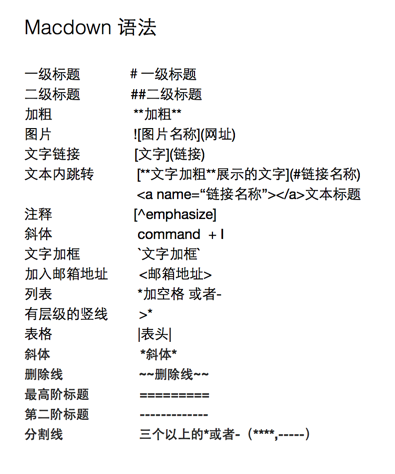 Macdown 语法
一级标题 # 一级标题
二级标题 ##二级标题
加粗 **加粗**
图片 ![图片名称](网址)
文字链接 [文字](链接)
文本内跳转 [**文字加粗**展示的文字](#链接名称)
<a name=“链接名称”></a>文本标题
注释 [^emphasize]
斜体 command + I
文字加框 `文字加框`
加入邮箱地址 <邮箱地址>
列表 *加空格 或者-
有层级的竖线 >*
表格 |表头|
斜体 *斜体*
删除线 ~~删除线~~
最高阶标题 =========
第二阶标题 -------------
分割线 三个以上的*或者-（****,-----）